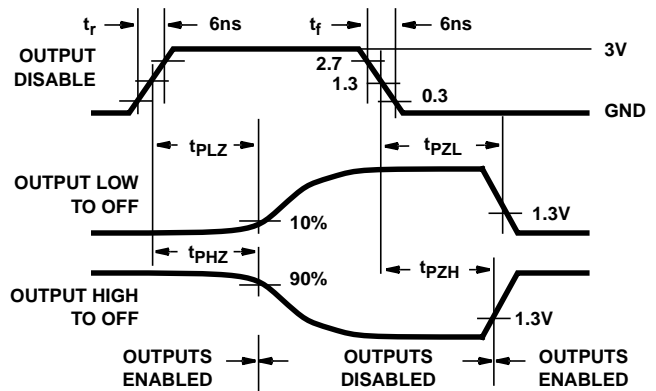 tr 6ns tf 6ns
OUTPUT
DISABLE
3V
2.7
1.3
0.3
GND
tPLZ tPZL
OUTPUT LOW
TO OFF
10%
1.3V
tPHZ tPZH
OUTPUT HIGH
TO OFF
90%
1.3V
OUTPUTS
ENABLED
OUTPUTS
DISABLED
OUTPUTS
ENABLED